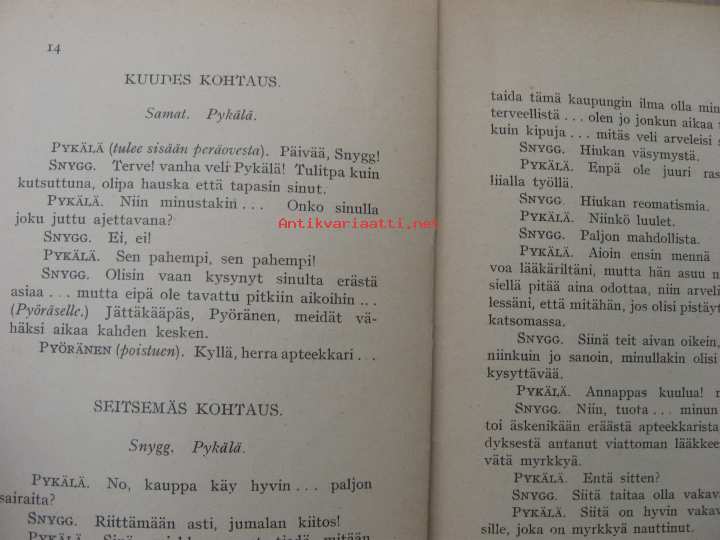 14
KUUDES KOHTAUS.
Samat. Pykälä.
PYKÄLÄ (tulee sisään peräovesta). Päivää, Snygg!
SNYGG. Terve! vanha veli Pykälä! Tulitpa kuin
kutsuttuna, olipa hauska että tapasin sinut.
PYKÄLÄ. Niin minustakin... Onko sinulla
joku juttu ajettavana?
SNYGG. Ei, ei!
PYKÄLÄ. Sen pahempi, sen pahempi!
SNYGG. Olisin vaan kysynyt sinulta erästä
asiaa... mutta eipä ole tavattu pitkiin aikoihin...
(Pyöräselle.) Jättäkääpäs, Pyöränen, meidät vä-
häksi aikaa kahden kesken.
PYÖRÄNEN (poistuen). Kyllä, herra apteekkari...
SEITSEMÄS KOHTAUS.
Snygg. Pykälä.
PYKÄLÄ. No, kauppa käy hyvin... paljon
sairaita?
SNYGG. Riittämään asti, jumalan kiitos!
PYKÄLÄ.
taida tämä kaupungin ilma olla
terveellistä... olen jo jonkun aikaa
kuin kipuja... mitäs veli arveleisi
SNYGG. Hiukan väsymystä.
PYKÄLÄ. Enpä ole juuri
liialla työllä.
SNYGG. Hiukan reomatismia.
PYKÄLÄ. Niinkö luulet.
SNYGG. Paljon mahdollista.
PYKÄLÄ. Aioin ensin mennä
voa lääkäriltäni, mutta hän asuu
siellä pitää aina odottaa, niin
lessäni, että mitähän, jos olisi
katsomassa.
SNYGG. Siinä teit aivan oikein,
niinkuin jo sanoin, minullakin olisi
kysyttävää.
PYKÄLÄ. Annappas kuulua!
SNYGG. Niin, tuota... minun
toi äskenikään eräästä apteekkarista
dyksestä antanut viattoman
vätä myrkkyä.
PYKÄLÄ. Entä sitten?
SNYGG. Siitä taitaa olla
PYKÄLÄ. Siitä on hyvin
sille, joka on myrkkyä nauttinut.
Antikvariaatti.net